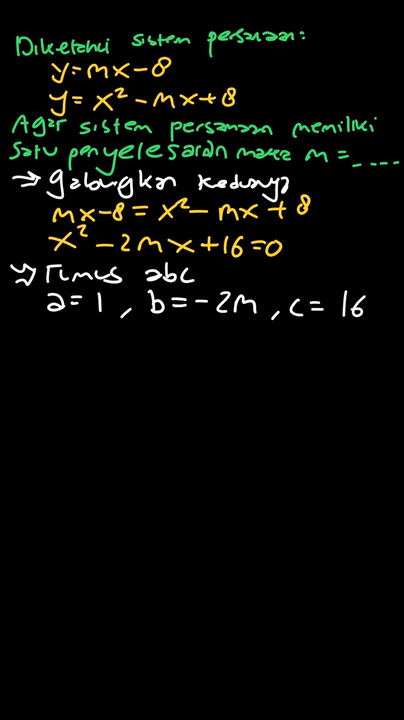 Diketahui sistem persamaan:
y=mx-8
y=x²-mx+8
Agar sistem persamaan memiliki
satu penyelesaian maka m=_ _ _ _
→ gabungkan keduanya
mx-8=x²-mx+8
x²-2mx+16=0
→ rumus abc
a=1, b=-2m, c=16